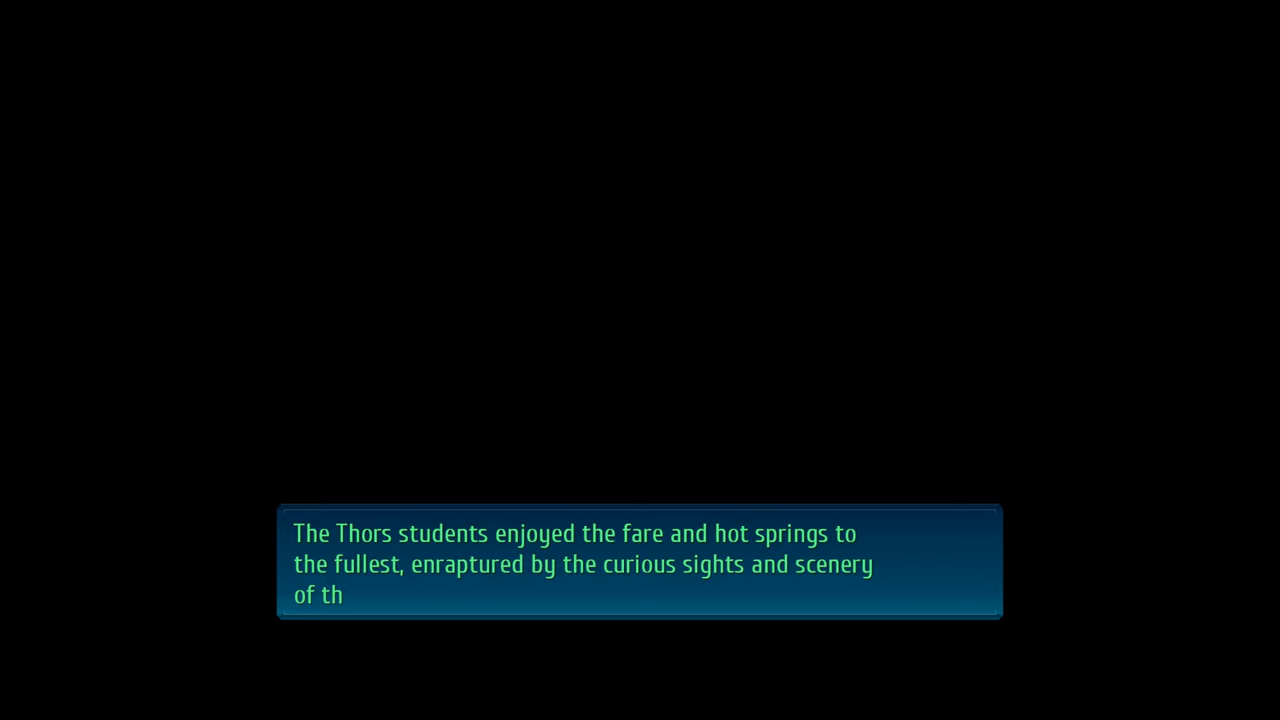 The Thors students enjoyed the fare and hot springs to
the fullest, enraptured by the curious sights and scenery
of th